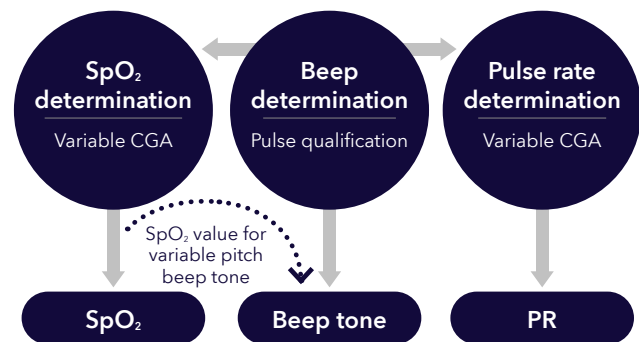 SpO₂
determination
Variable CGA
Beep
determination
Pulse qualification
Pulse rate
determination
Variable CGA
SpO₂ value for
variable pitch
beep tone
SpO₂
Beep tone
PR